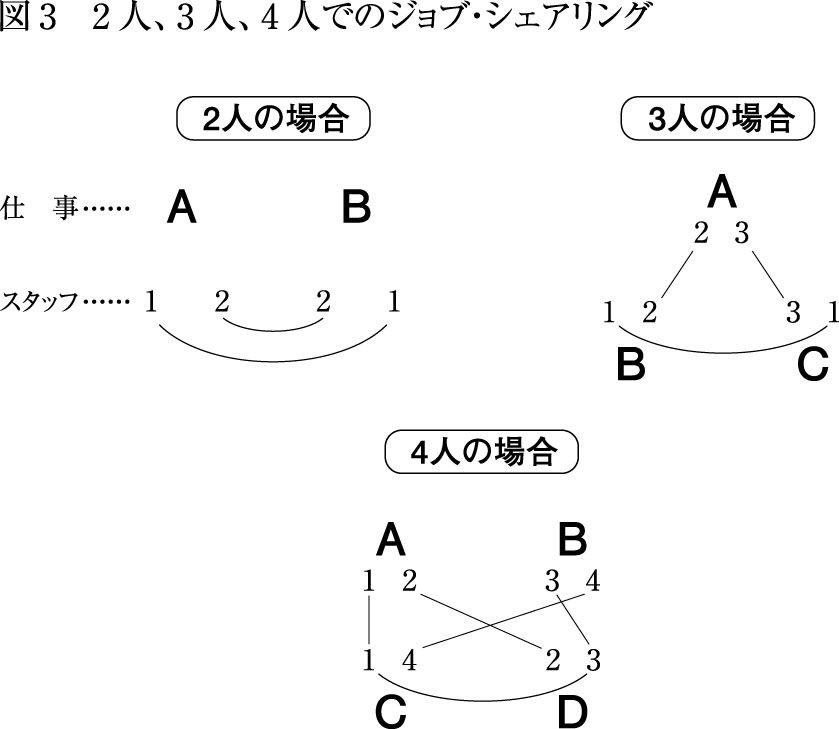 図３　２人、３人、４人でのジョブ・シェアリング
2人の場合
仕　事…… A B
スタッフ…… 1 2 2 1
3人の場合
A
2 3
1 2 3 1
B C
4人の場合
A B
1 2 3 4
1 4 2 3
C D